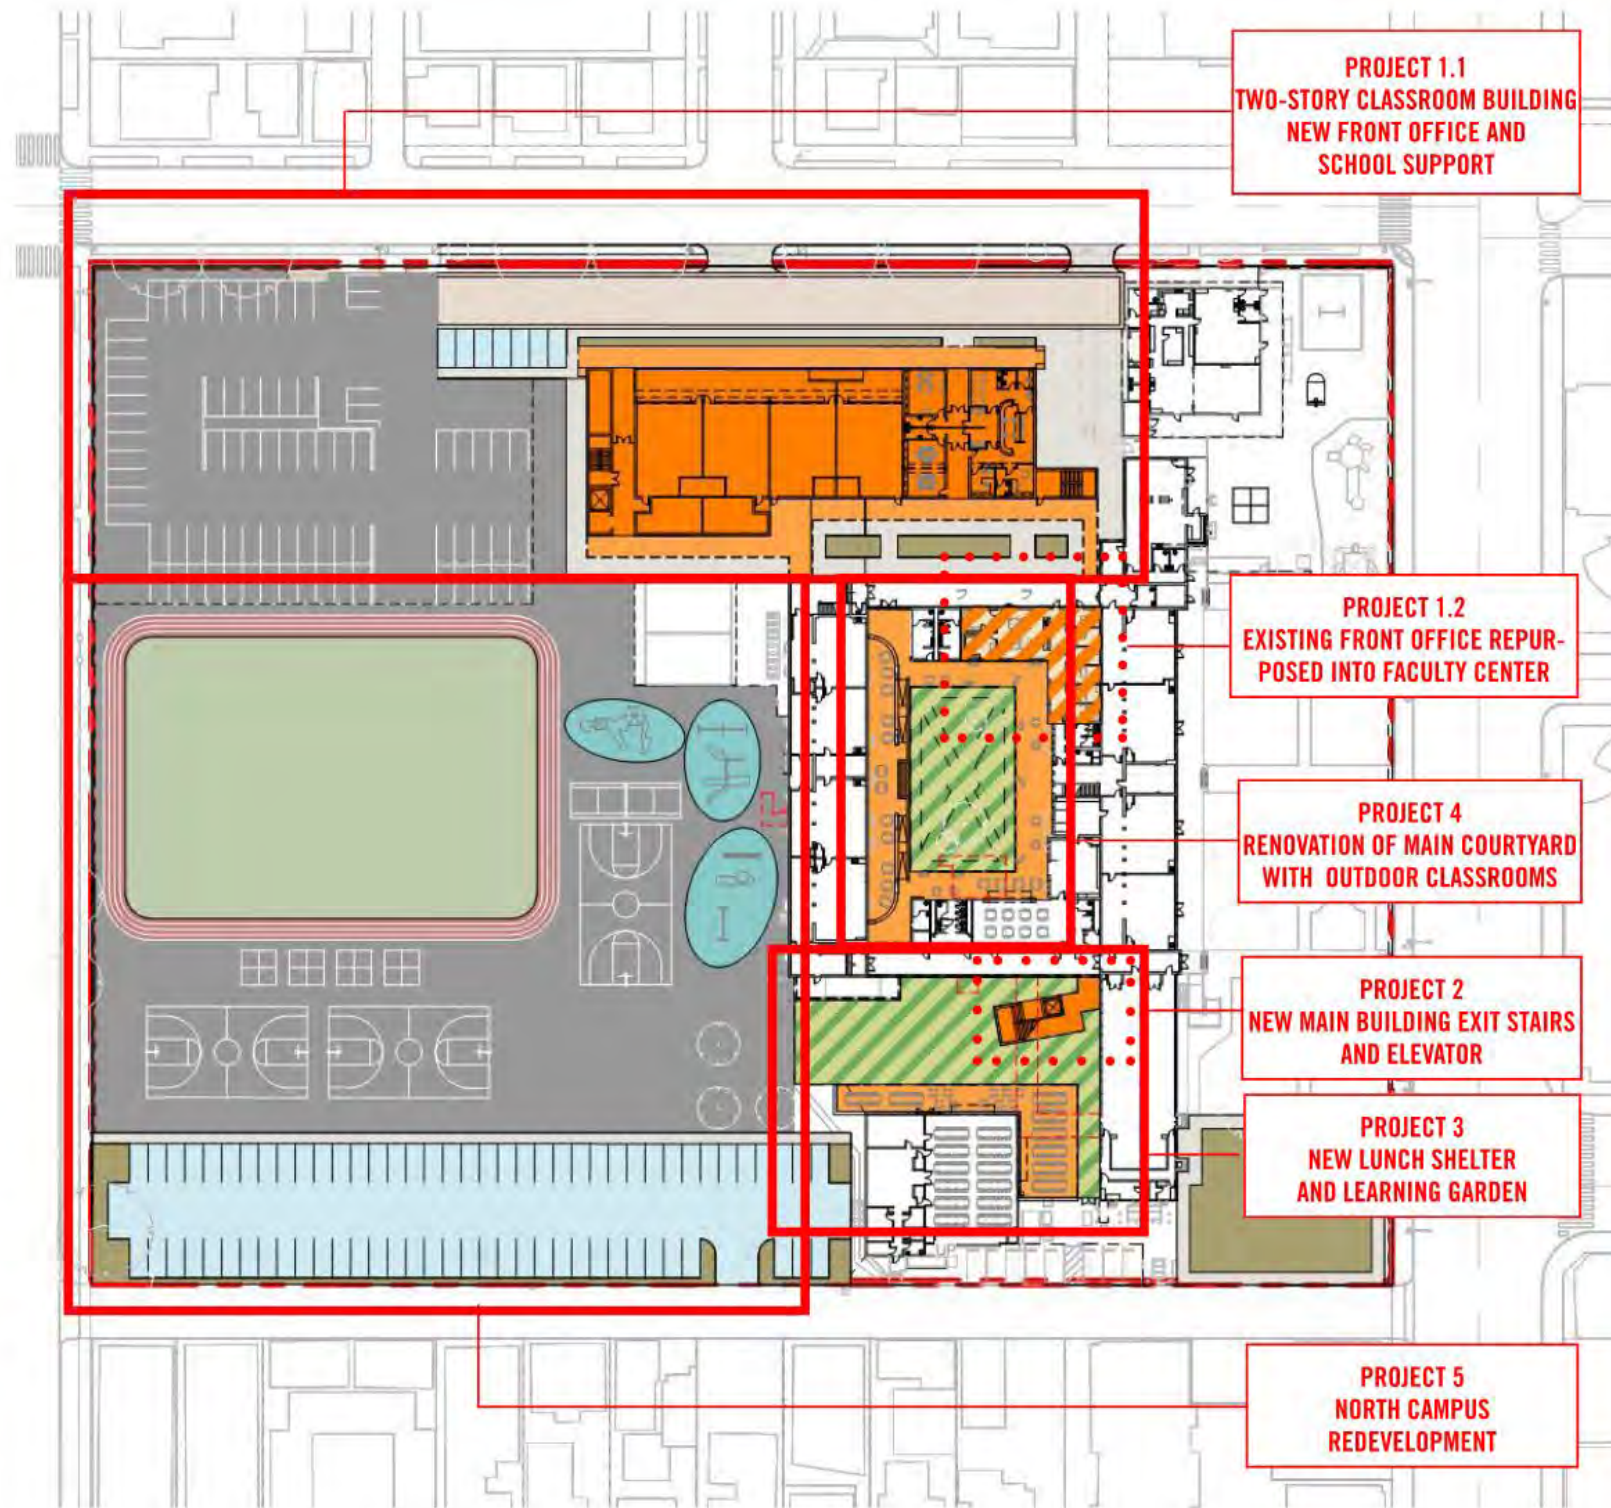 PROJECT 1.1
TWO-STORY CLASSROOM BUILDING
NEW FRONT OFFICE AND
SCHOOL SUPPORT
PROJECT 1.2
EXISTING FRONT OFFICE REPUR-
POSED INTO FACULTY CENTER
PROJECT 4
RENOVATION OF MAIN COURTYARD
WITH OUTDOOR CLASSROOMS
PROJECT 2
NEW MAIN BUILDING EXIT STAIRS
AND ELEVATOR
PROJECT 3
NEW LUNCH SHELTER
AND LEARNING GARDEN
PROJECT 5
NORTH CAMPUS
REDEVELOPMENT